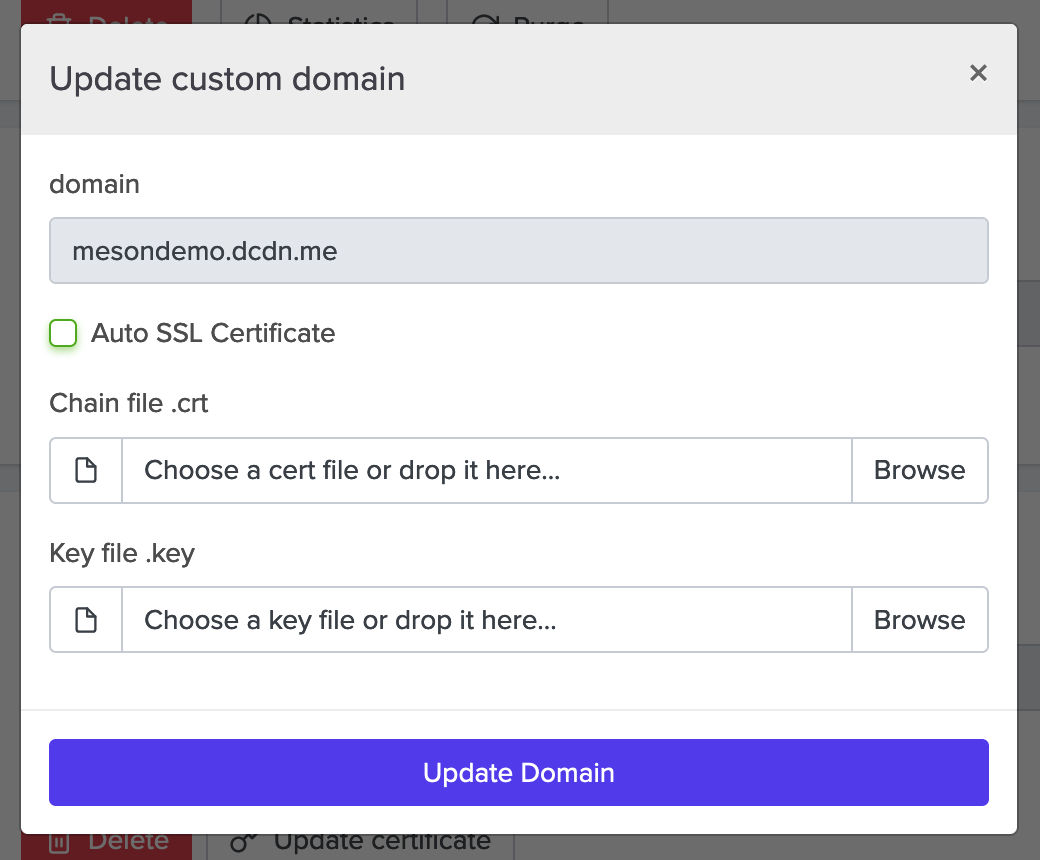 Delete Statistics Purge
Update custom domain
×
domain
mesondemo.dcdn.me
Auto SSL Certificate
Chain file .crt
Choose a cert file or drop it here...
Browse
Key file .key
Choose a key file or drop it here...
Browse
Update Domain
Delete Update certificate